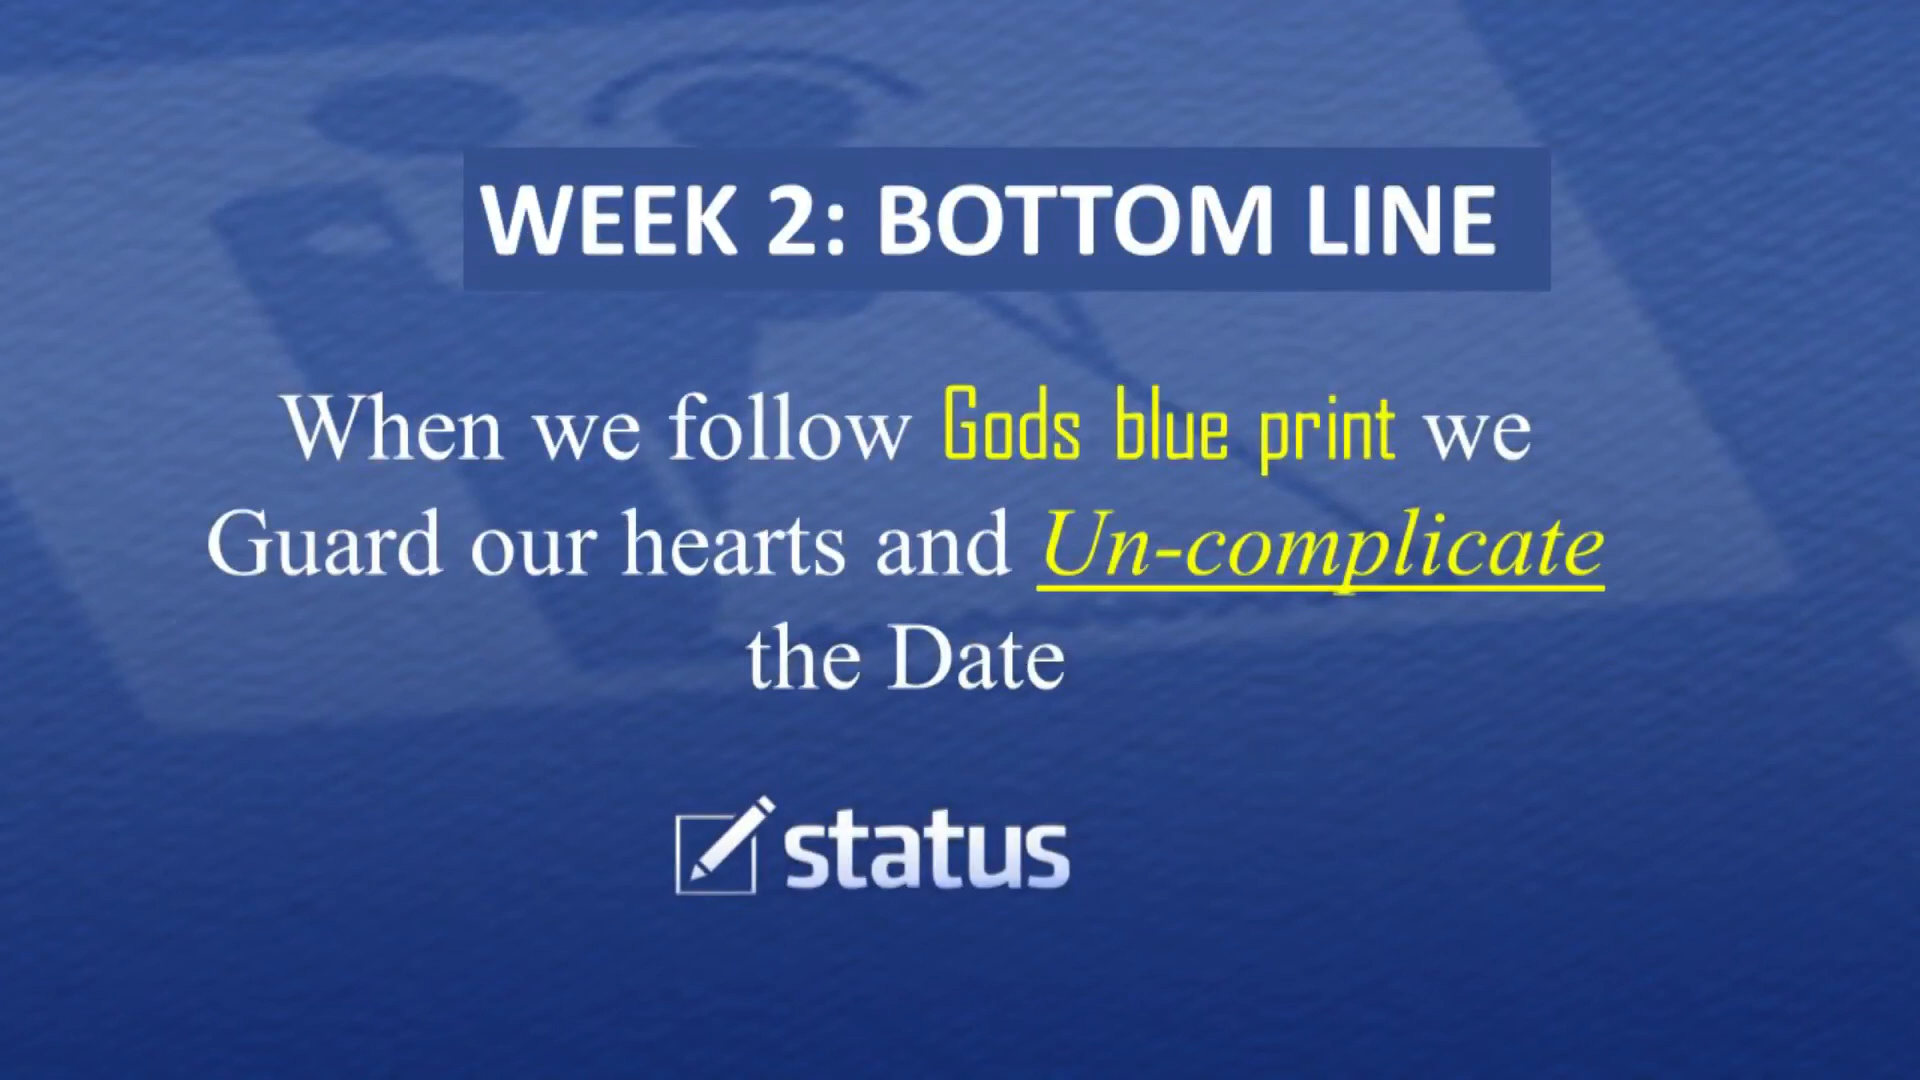 WEEK 2: BOTTOM LINE
When we follow Gods blue print we
Guard our hearts and Un-complicate
the Date
status